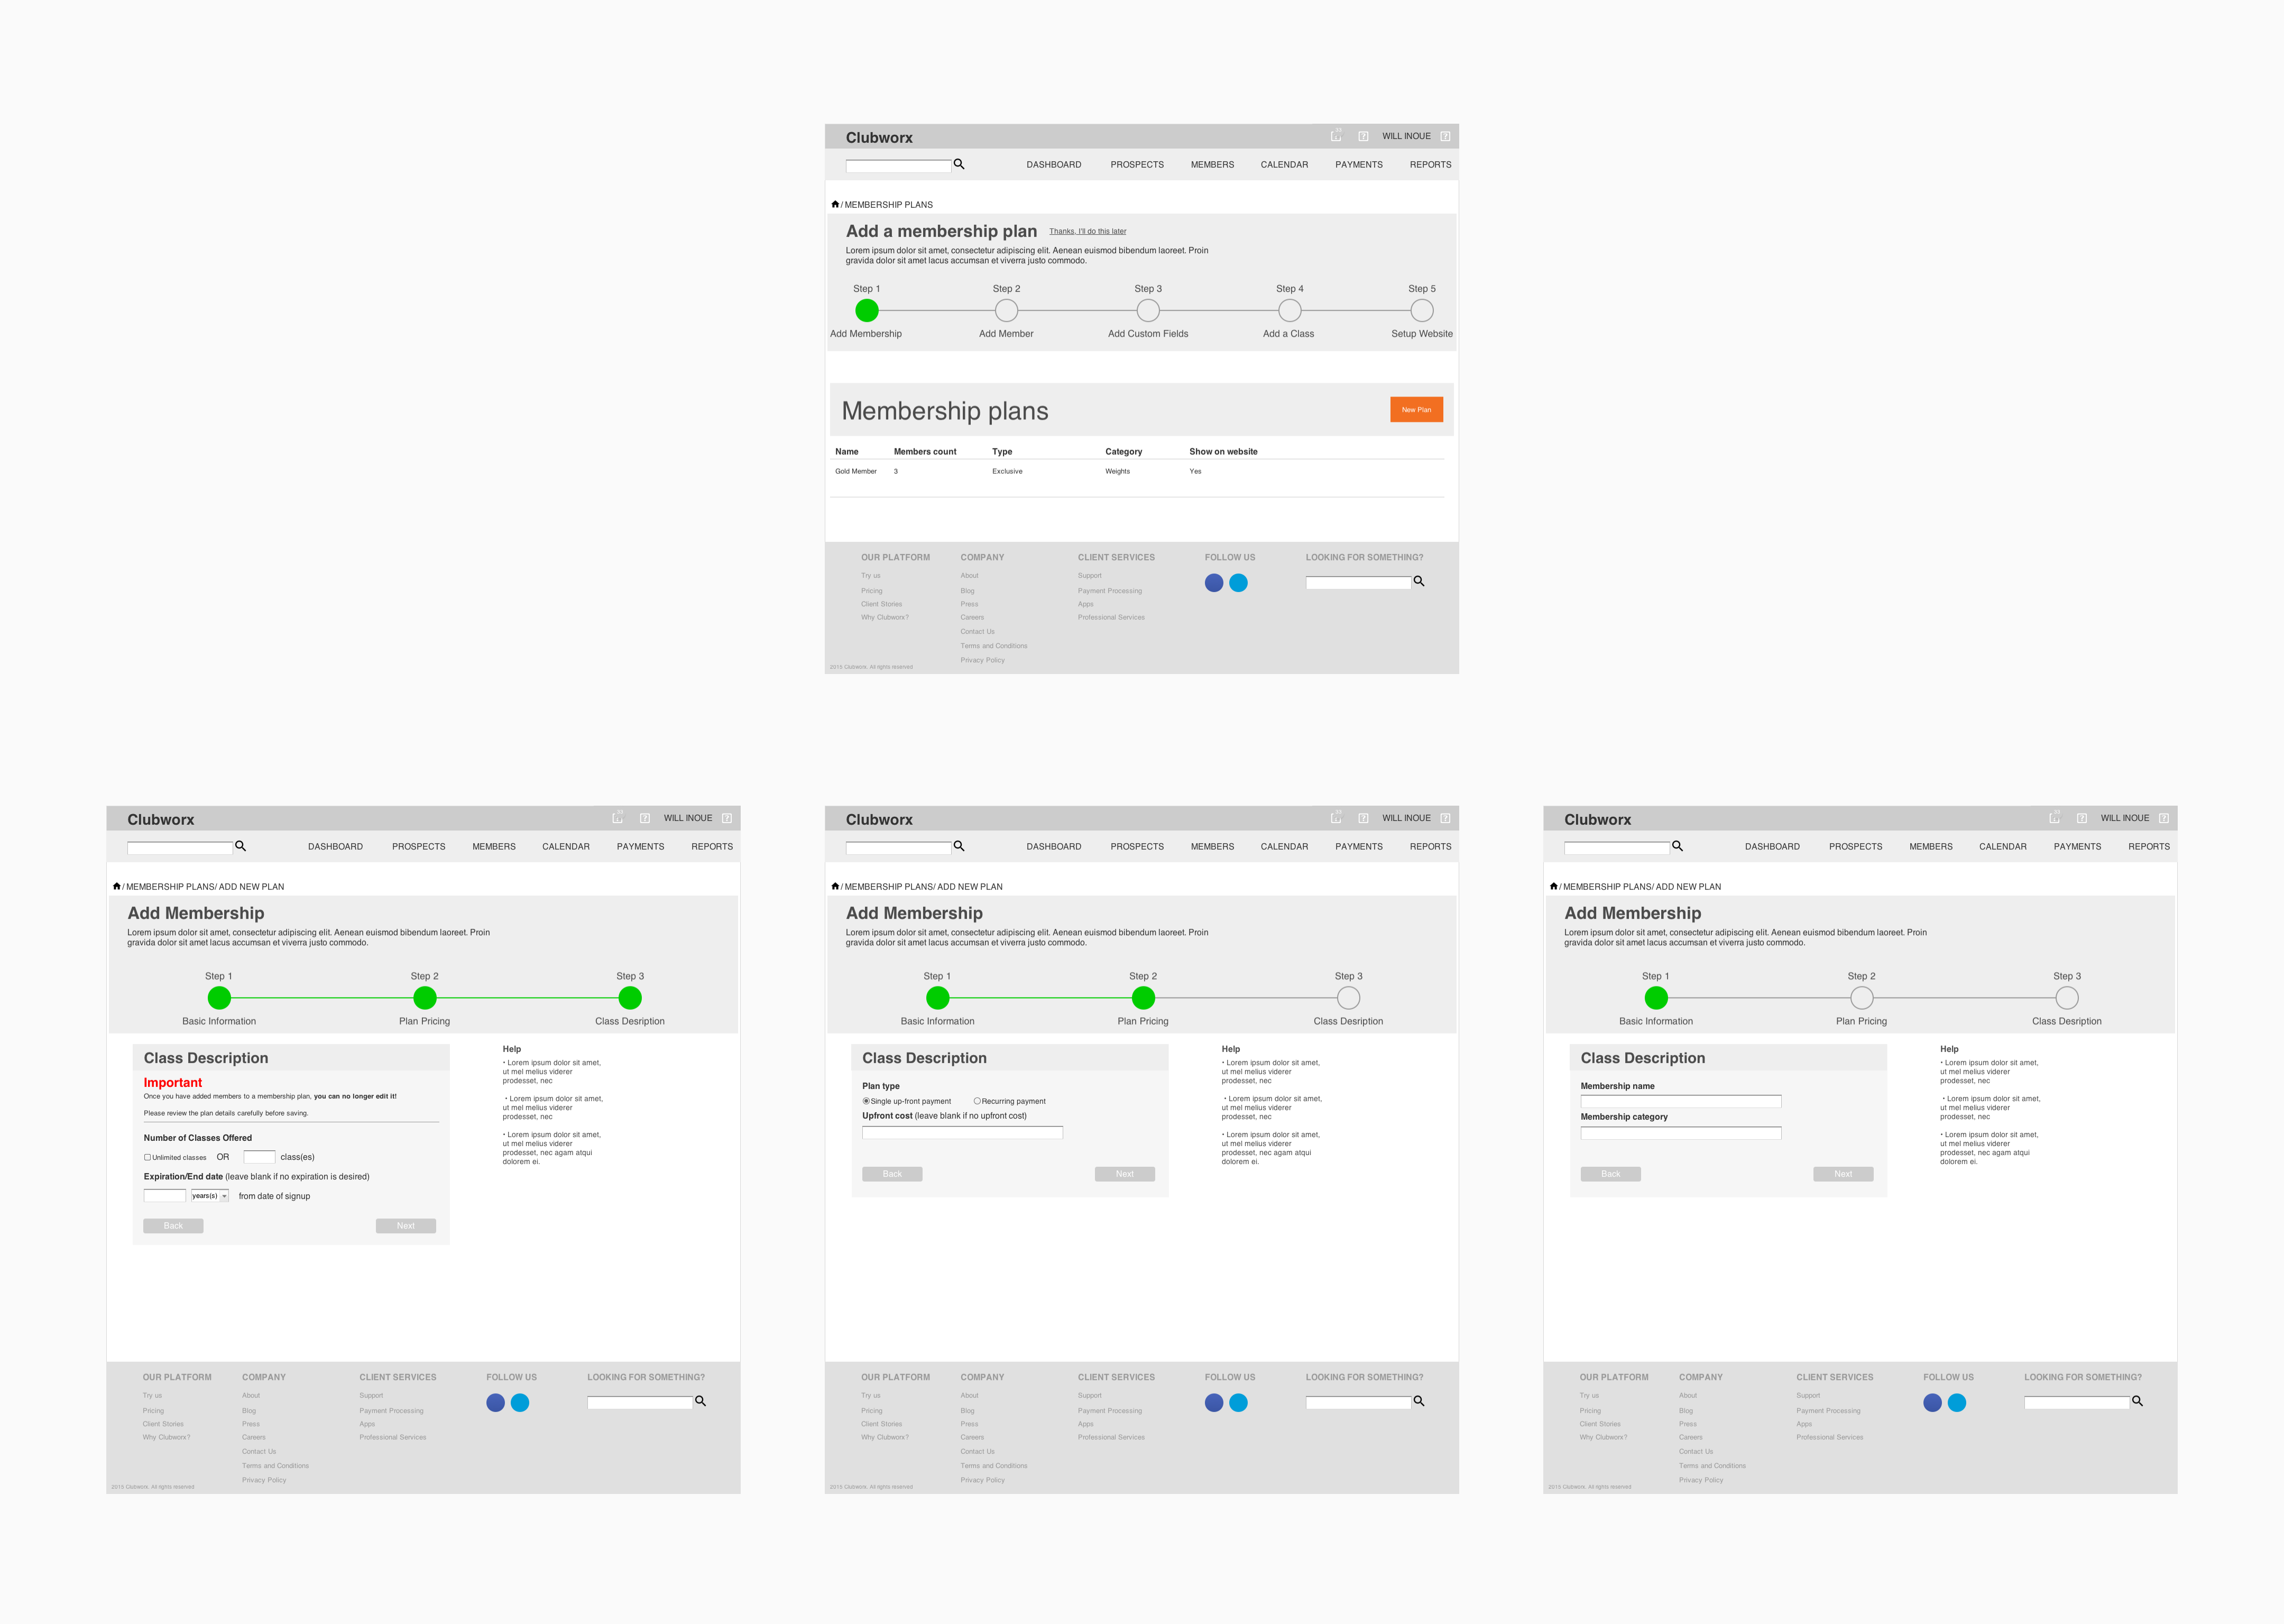 Clubworx
WILL INOUE
DASHBOARD PROSPECTS MEMBERS CALENDAR PAYMENTS REPORTS
/ MEMBERSHIP PLANS
Add a membership plan Thanks, I'll do this later
Lorem ipsum dolor sit amet, consectetur adipiscing elit. Aenean euismod bibendum laoreet. Proin
gravida dolor sit amet lacus accumsan et viverra justo commodo.
Step 1 Step 2 Step 3 Step 4 Step 5
Add Membership Add Member Add Custom Fields Add a Class Setup Website
Membership plans New Plan
Name Members count Type Category Show on website
Gold Member 3 Exclusive Weights Yes
OUR PLATFORM COMPANY CLIENT SERVICES FOLLOW US LOOKING FOR SOMETHING?
Try us About Support
Pricing Blog Payment Processing
Client Stories Press Apps
Why Clubworx? Careers Professional Services
Contact Us
Terms and Conditions
Privacy Policy
2015 Clubworx. All rights reserved
Clubworx
WILL INOUE
DASHBOARD PROSPECTS MEMBERS CALENDAR PAYMENTS REPORTS
/ MEMBERSHIP PLANS/ ADD NEW PLAN
Add Membership
Lorem ipsum dolor sit amet, consectetur adipiscing elit. Aenean euismod bibendum laoreet. Proin
gravida dolor sit amet lacus accumsan et viverra justo commodo.
Step 1 Step 2 Step 3
Basic Information Plan Pricing Class Desription
Class Description
Important
Once you have added members to a membership plan, you can no longer edit it!
Please review the plan details carefully before saving.
Number of Classes Offered
Unlimited classes OR class(es)
Expiration/End date (leave blank if no expiration is desired)
years(s) from date of signup
Back Next
Help
• Lorem ipsum dolor sit amet,
ut mel melius viderer
prodesset, nec
• Lorem ipsum dolor sit amet,
ut mel melius viderer
prodesset, nec
• Lorem ipsum dolor sit amet,
ut mel melius viderer
prodesset, nec agam atqui
dolorem ei.
OUR PLATFORM COMPANY CLIENT SERVICES FOLLOW US LOOKING FOR SOMETHING?
Try us About Support
Pricing Blog Payment Processing
Client Stories Press Apps
Why Clubworx? Careers Professional Services
Contact Us
Terms and Conditions
Privacy Policy
2015 Clubworx. All rights reserved
Clubworx
WILL INOUE
DASHBOARD PROSPECTS MEMBERS CALENDAR PAYMENTS REPORTS
/ MEMBERSHIP PLANS/ ADD NEW PLAN
Add Membership
Lorem ipsum dolor sit amet, consectetur adipiscing elit. Aenean euismod bibendum laoreet. Proin
gravida dolor sit amet lacus accumsan et viverra justo commodo.
Step 1 Step 2 Step 3
Basic Information Plan Pricing Class Desription
Class Description
Plan type
Single up-front payment Recurring payment
Upfront cost (leave blank if no upfront cost)
Back Next
Help
• Lorem ipsum dolor sit amet,
ut mel melius viderer
prodesset, nec
• Lorem ipsum dolor sit amet,
ut mel melius viderer
prodesset, nec
• Lorem ipsum dolor sit amet,
ut mel melius viderer
prodesset, nec agam atqui
dolorem ei.
OUR PLATFORM COMPANY CLIENT SERVICES FOLLOW US LOOKING FOR SOMETHING?
Try us About Support
Pricing Blog Payment Processing
Client Stories Press Apps
Why Clubworx? Careers Professional Services
Contact Us
Terms and Conditions
Privacy Policy
2015 Clubworx. All rights reserved
Clubworx
WILL INOUE
DASHBOARD PROSPECTS MEMBERS CALENDAR PAYMENTS REPORTS
/ MEMBERSHIP PLANS/ ADD NEW PLAN
Add Membership
Lorem ipsum dolor sit amet, consectetur adipiscing elit. Aenean euismod bibendum laoreet. Proin
gravida dolor sit amet lacus accumsan et viverra justo commodo.
Step 1 Step 2 Step 3
Basic Information Plan Pricing Class Desription
Class Description
Membership name
Membership category
Back Next
Help
• Lorem ipsum dolor sit amet,
ut mel melius viderer
prodesset, nec
• Lorem ipsum dolor sit amet,
ut mel melius viderer
prodesset, nec
• Lorem ipsum dolor sit amet,
ut mel melius viderer
prodesset, nec agam atqui
dolorem ei.
OUR PLATFORM COMPANY CLIENT SERVICES FOLLOW US LOOKING FOR SOMETHING?
Try us About Support
Pricing Blog Payment Processing
Client Stories Press Apps
Why Clubworx? Careers Professional Services
Contact Us
Terms and Conditions
Privacy Policy
2015 Clubworx. All rights reserved